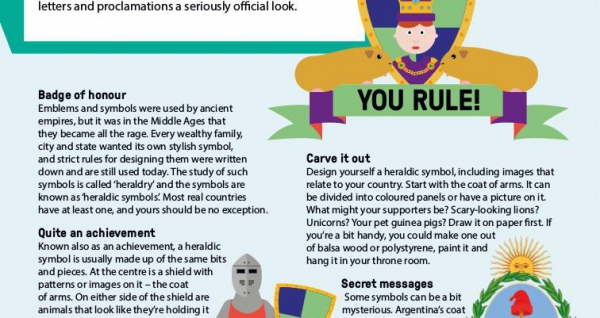 letters and proclamations a seriously official look.
YOU RULE!
Badge of honour
Emblems and symbols were used by ancient
empires, but it was in the Middle Ages that
they became all the rage. Every wealthy family,
city and state wanted its own stylish symbol,
and strict rules for designing them were written
down and are still used today. The study of such
symbols is called ‘heraldry’ and the symbols are
known as ‘heraldic symbols’. Most real countries
have at least one, and yours should be no exception.
Quite an achievement
Known also as an achievement, a heraldic
symbol is usually made up of the same bits
and pieces. At the centre is a shield with
patterns or images on it – the coat
of arms. On either side of the shield are
animals that look like they’re holding it
Carve it out
Design yourself a heraldic symbol, including images that
relate to your country. Start with the coat of arms. It can
be divided into coloured panels or have a picture on it.
What might your supporters be? Scary-looking lions?
Unicorns? Your pet guinea pigs? Draw it on paper first. If
you’re a bit handy, you could make one out
of balsa wood or polystyrene, paint it and
hang it in your throne room.
Secret messages
Some symbols can be a bit
mysterious. Argentina’s coat